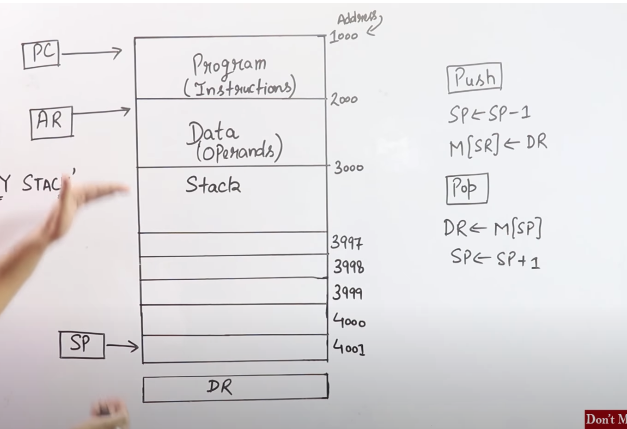 Address
1000
PC
Program
(Instructions)
2000
AR
Data
(Operands)
3000
Y STACK'
Stack
3997
3998
3999
4000
SP
4001
DR
Push
SP←SP-1
M[SR]←DR
Pop
DR←M[SP]
SP←SP+1
Don't M